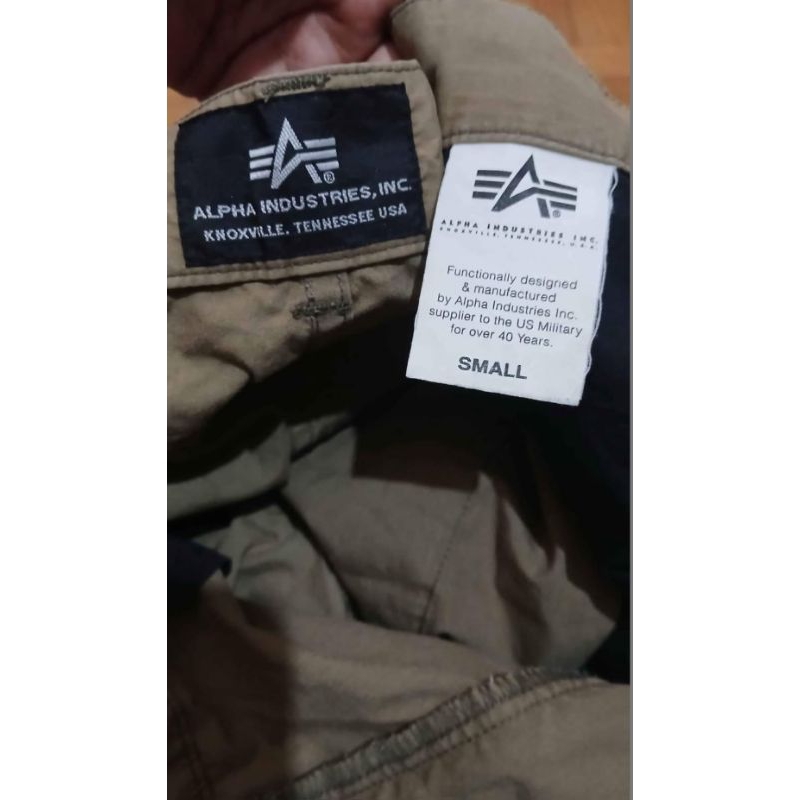 ALPHA INDUSTRIES, INC.
KNOXVILLE, TENNESSEE USA
ALPHA INDUSTRIES INC.
KNOXVILLE, TENNESSEE, U.S.A.
Functionally designed
& manufactured
by Alpha Industries Inc.
supplier to the US Military
for over 40 Years.
SMALL